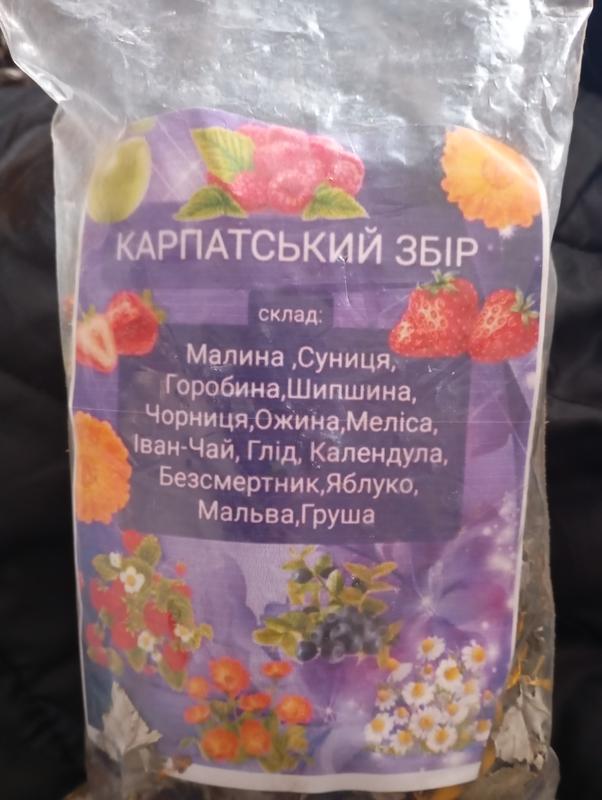 КАРПАТСЬКИЙ ЗБІР
склад:
Малина ,Суниця,
Горобина,Шипшина,
Чорниця,Ожина,Меліса,
Іван-Чай, Глід, Календула,
Безсмертник,Яблуко,
Мальва,Груша